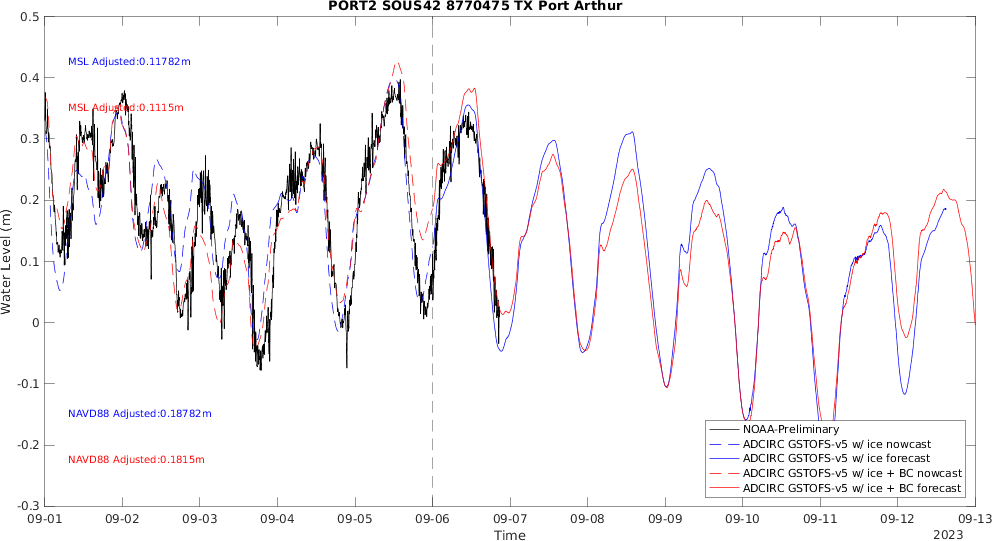 PORT2 SOUS42 8770475 TX Port Arthur
0.5
0.4
0.3
0.2
0.1
0
-0.1
-0.2
-0.3
Water Level (m)
MSL Adjusted:0.11782m
MSL Adjusted:0.1115m
NAVD88 Adjusted:0.18782m
NAVD88 Adjusted:0.1815m
NOAA-Preliminary
ADCIRC GSTOFS-v5 w/ ice nowcast
ADCIRC GSTOFS-v5 w/ ice forecast
ADCIRC GSTOFS-v5 w/ ice + BC nowcast
ADCIRC GSTOFS-v5 w/ ice + BC forecast
09-01 09-02 09-03 09-04 09-05 09-06 09-07 09-08 09-09 09-10 09-11 09-12 09-13
Time
2023